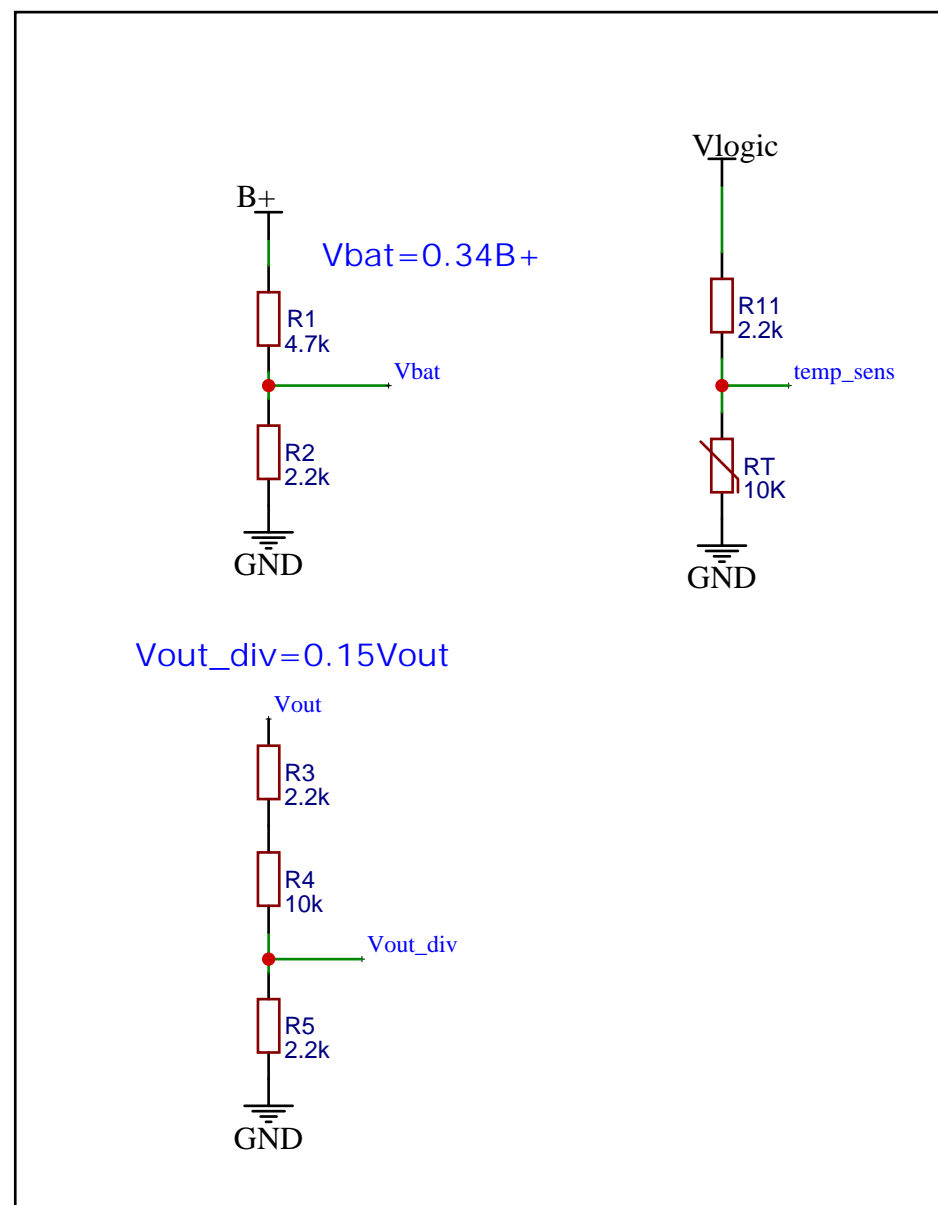 B+
Vbat=0.34B+
R1
4.7k
Vbat
R2
2.2k
GND
Vlogic
R11
2.2k
temp_sens
RT
10K
GND
Vout_div=0.15Vout
Vout
R3
2.2k
R4
10k
Vout_div
R5
2.2k
GND